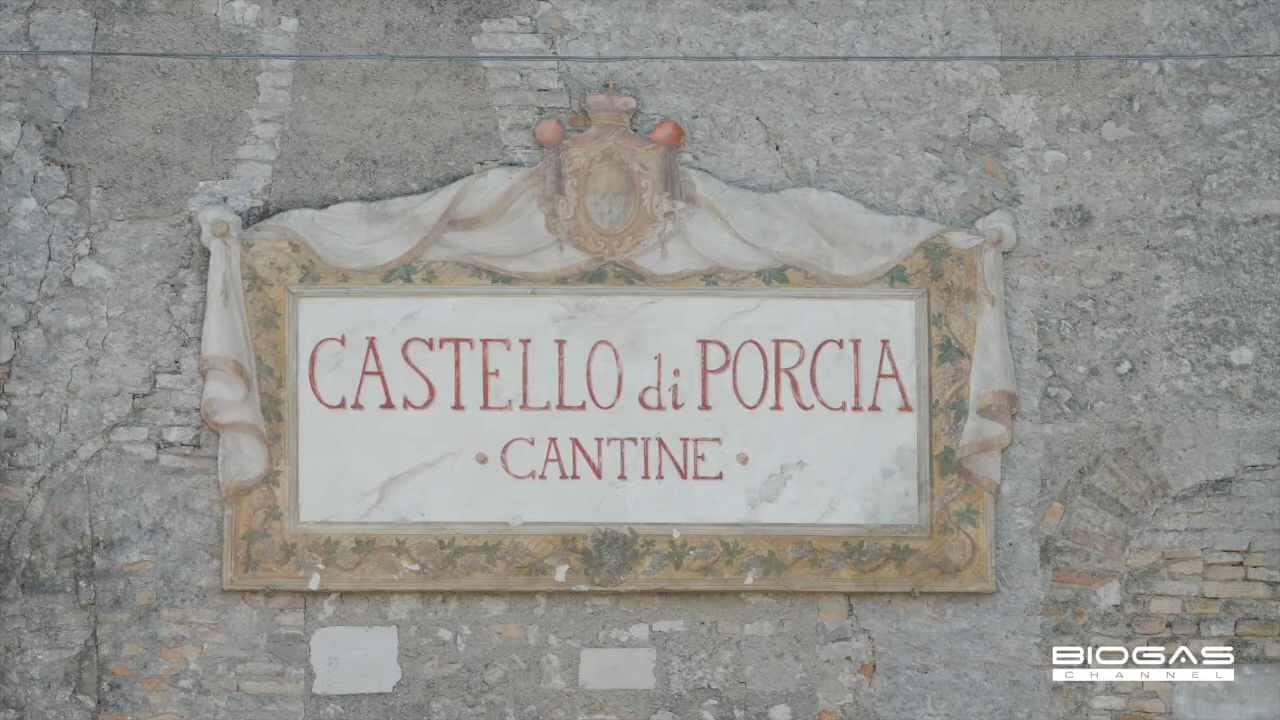 CASTELLO di PORCIA
• CANTINE •
BIOGAS
CHANNEL